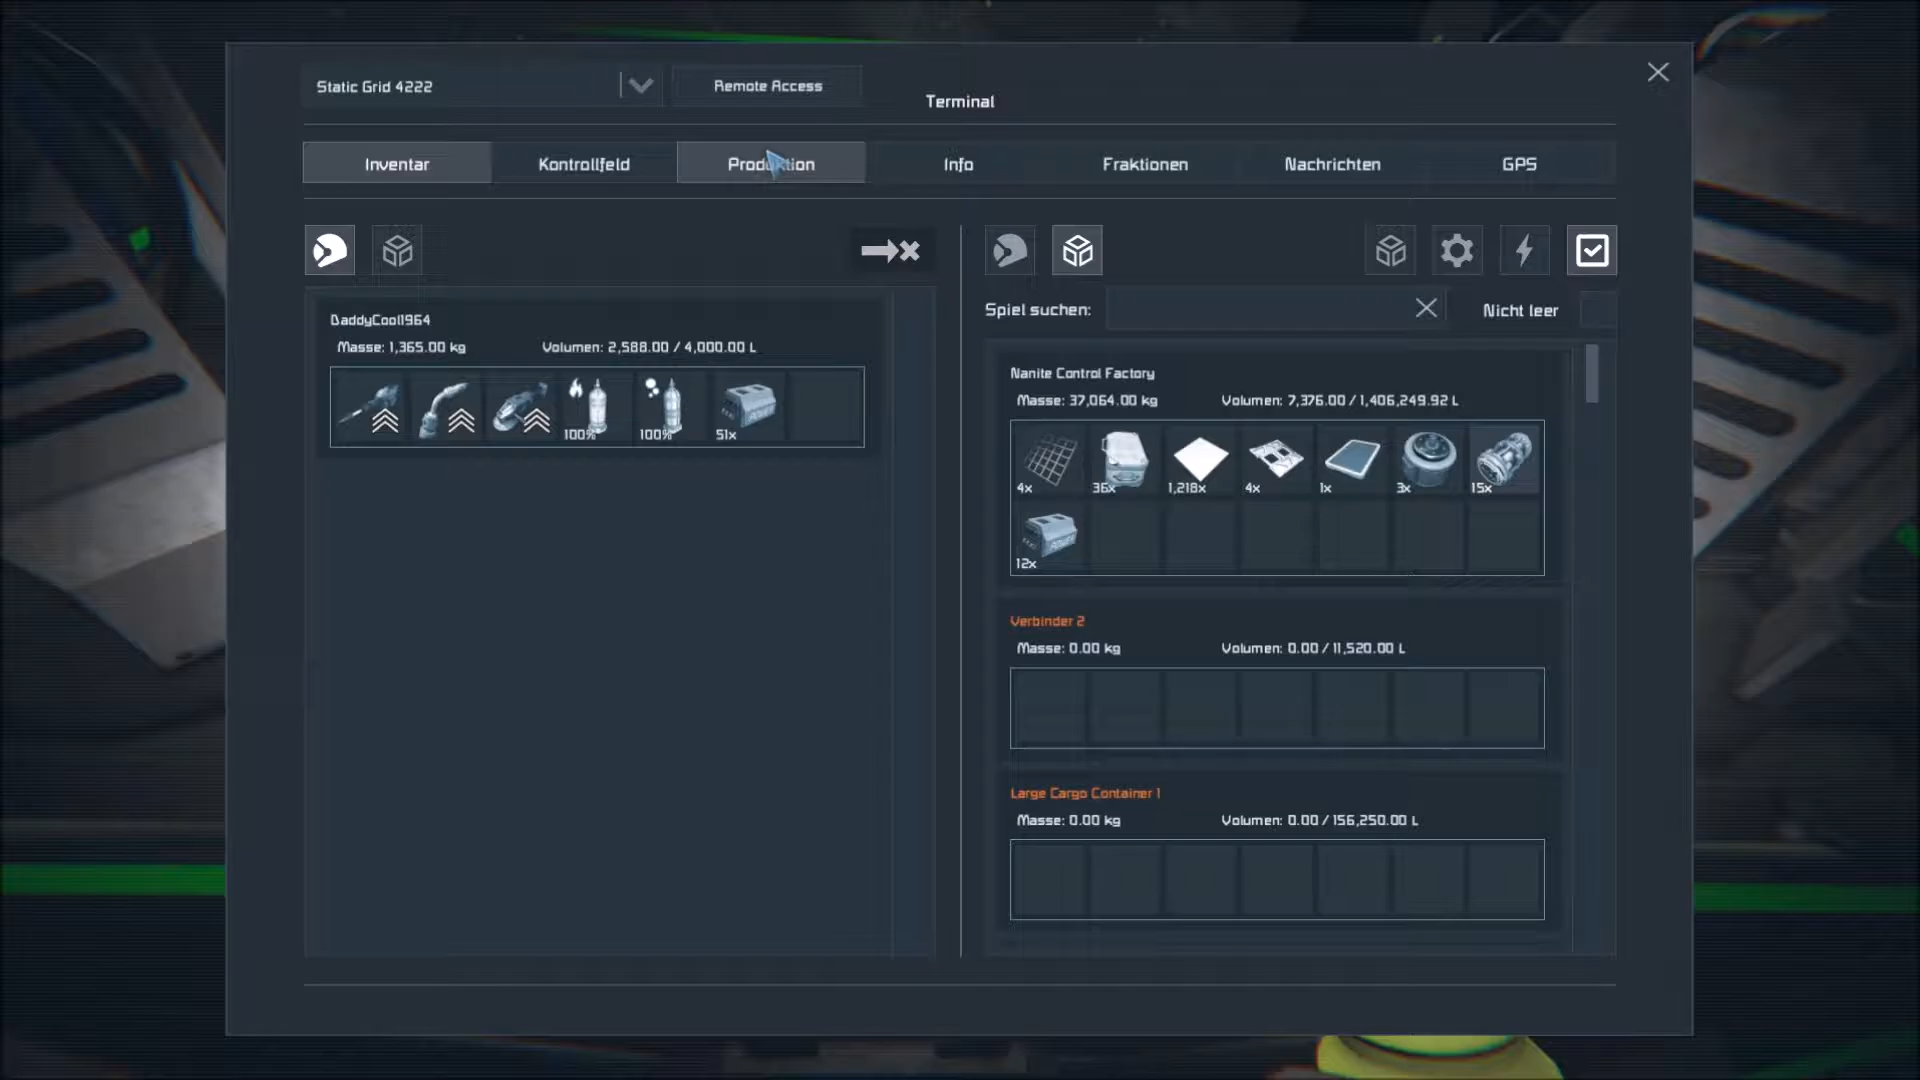 Static Grid 4222
Remote Access
Terminal
Inventar
Kontrollfeld
Produktion
Info
Fraktionen
Nachrichten
GPS
Spiel suchen:
Nicht leer
DaddyCool1964
Masse: 1,365.00 kg
Volumen: 2,588.00 / 4,000.00 L
100%
100%
51x
Nanite Control Factory
Masse: 37,064.00 kg
Volumen: 7,376.00 / 1,406,249.92 L
4x
36x
1,218x
4x
1x
3x
15x
12x
Verbinder 2
Masse: 0.00 kg
Volumen: 0.00 / 11,520.00 L
Large Cargo Container 1
Masse: 0.00 kg
Volumen: 0.00 / 156,250.00 L